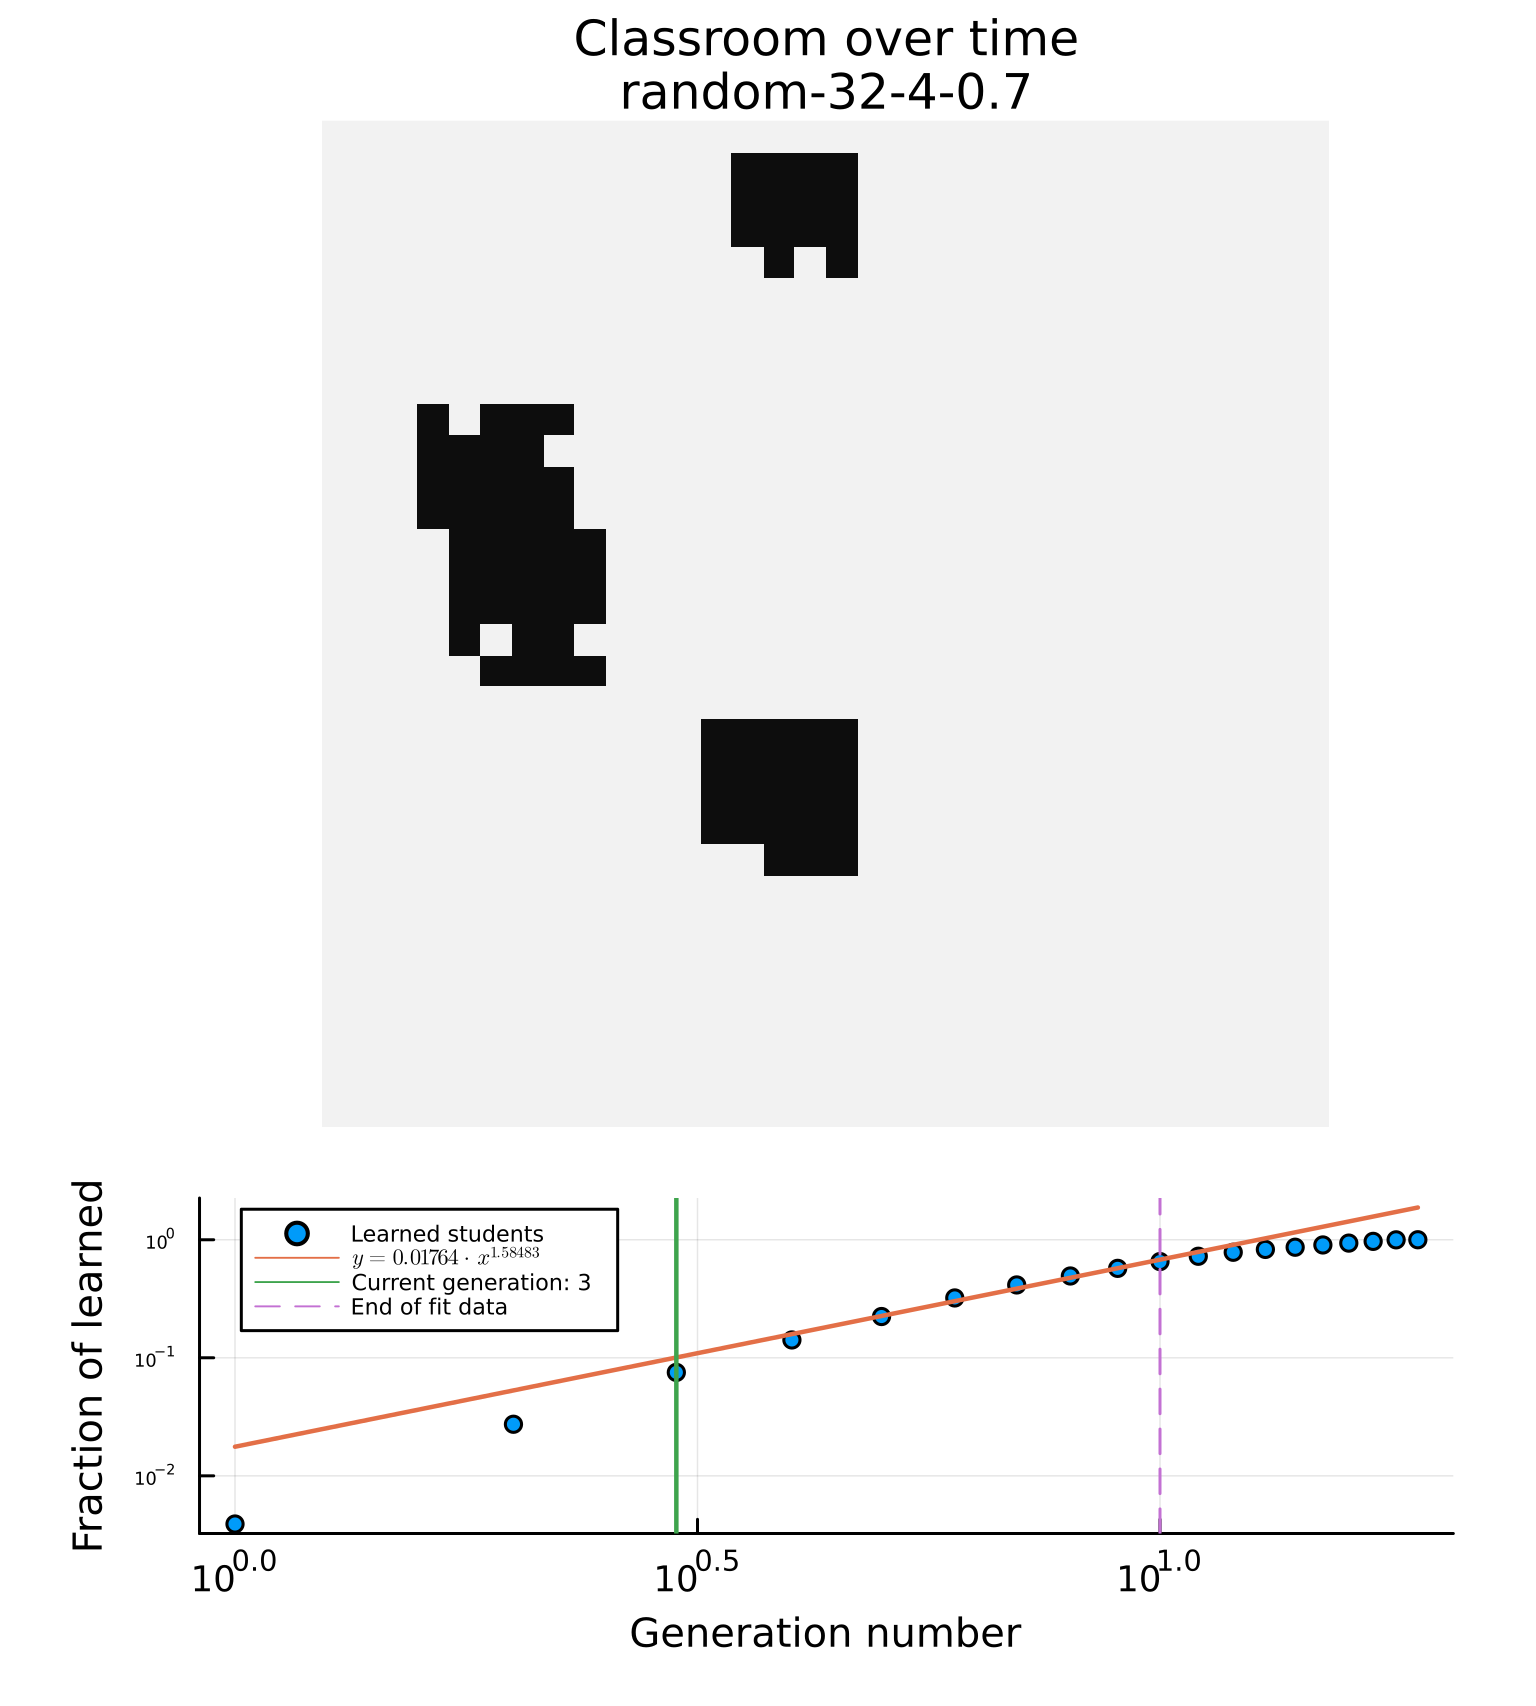 Classroom over time
random-32-4-0.7
Fraction of learned
10⁰
10⁻¹
10⁻²
Learned students
y = 0.01764 · x^1.58483
Current generation: 3
End of fit data
10^0.0
10^0.5
10^1.0
Generation number